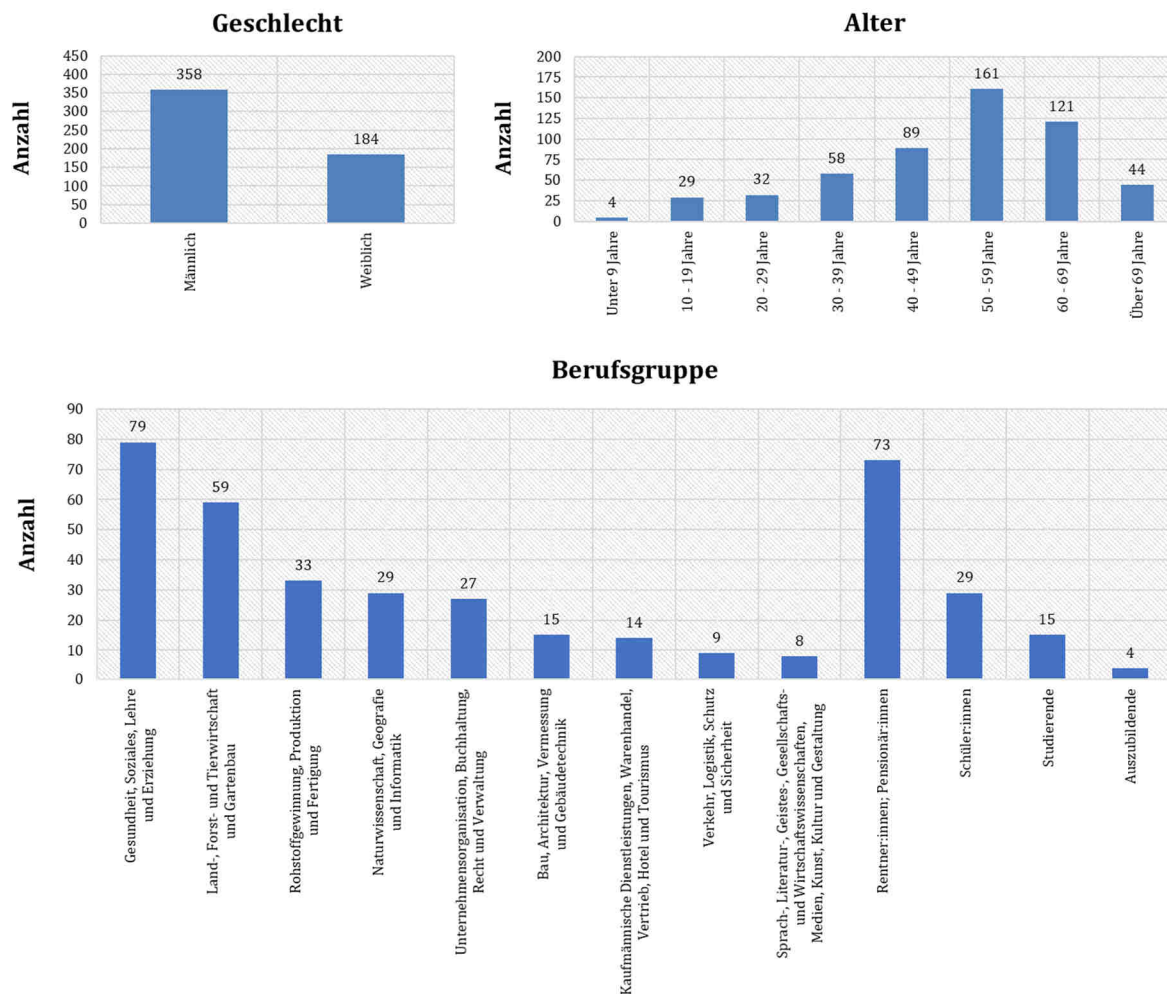 Geschlecht
Anzahl
450
400
350
300
250
200
150
100
50
0
358
184
Männlich
Weiblich
Alter
Anzahl
200
175
150
125
100
75
50
25
0
4
29
32
58
89
161
121
44
Unter 9 Jahre
10 - 19 Jahre
20 - 29 Jahre
30 - 39 Jahre
40 - 49 Jahre
50 - 59 Jahre
60 - 69 Jahre
Über 69 Jahre
Berufsgruppe
Anzahl
90
80
70
60
50
40
30
20
10
0
79
59
33
29
27
15
14
9
8
73
29
15
4
Gesundheit, Soziales, Lehre
und Erziehung
Land-, Forst- und Tierwirtschaft
und Gartenbau
Rohstoffgewinnung, Produktion
und Fertigung
Naturwissenschaft, Geografie
und Informatik
Unternehmensorganisation, Buchhaltung,
Recht und Verwaltung
Bau, Architektur, Vermessung
und Gebäudetechnik
Kaufmännische Dienstleistungen, Warenhandel,
Vertrieb, Hotel und Tourismus
Verkehr, Logistik, Schutz
und Sicherheit
Sprach-, Literatur-, Geistes-, Gesellschafts-
und Wirtschaftswissenschaften,
Medien, Kunst, Kultur und Gestaltung
Rentner:innen; Pensionär:innen
Schüler:innen
Studierende
Auszubildende